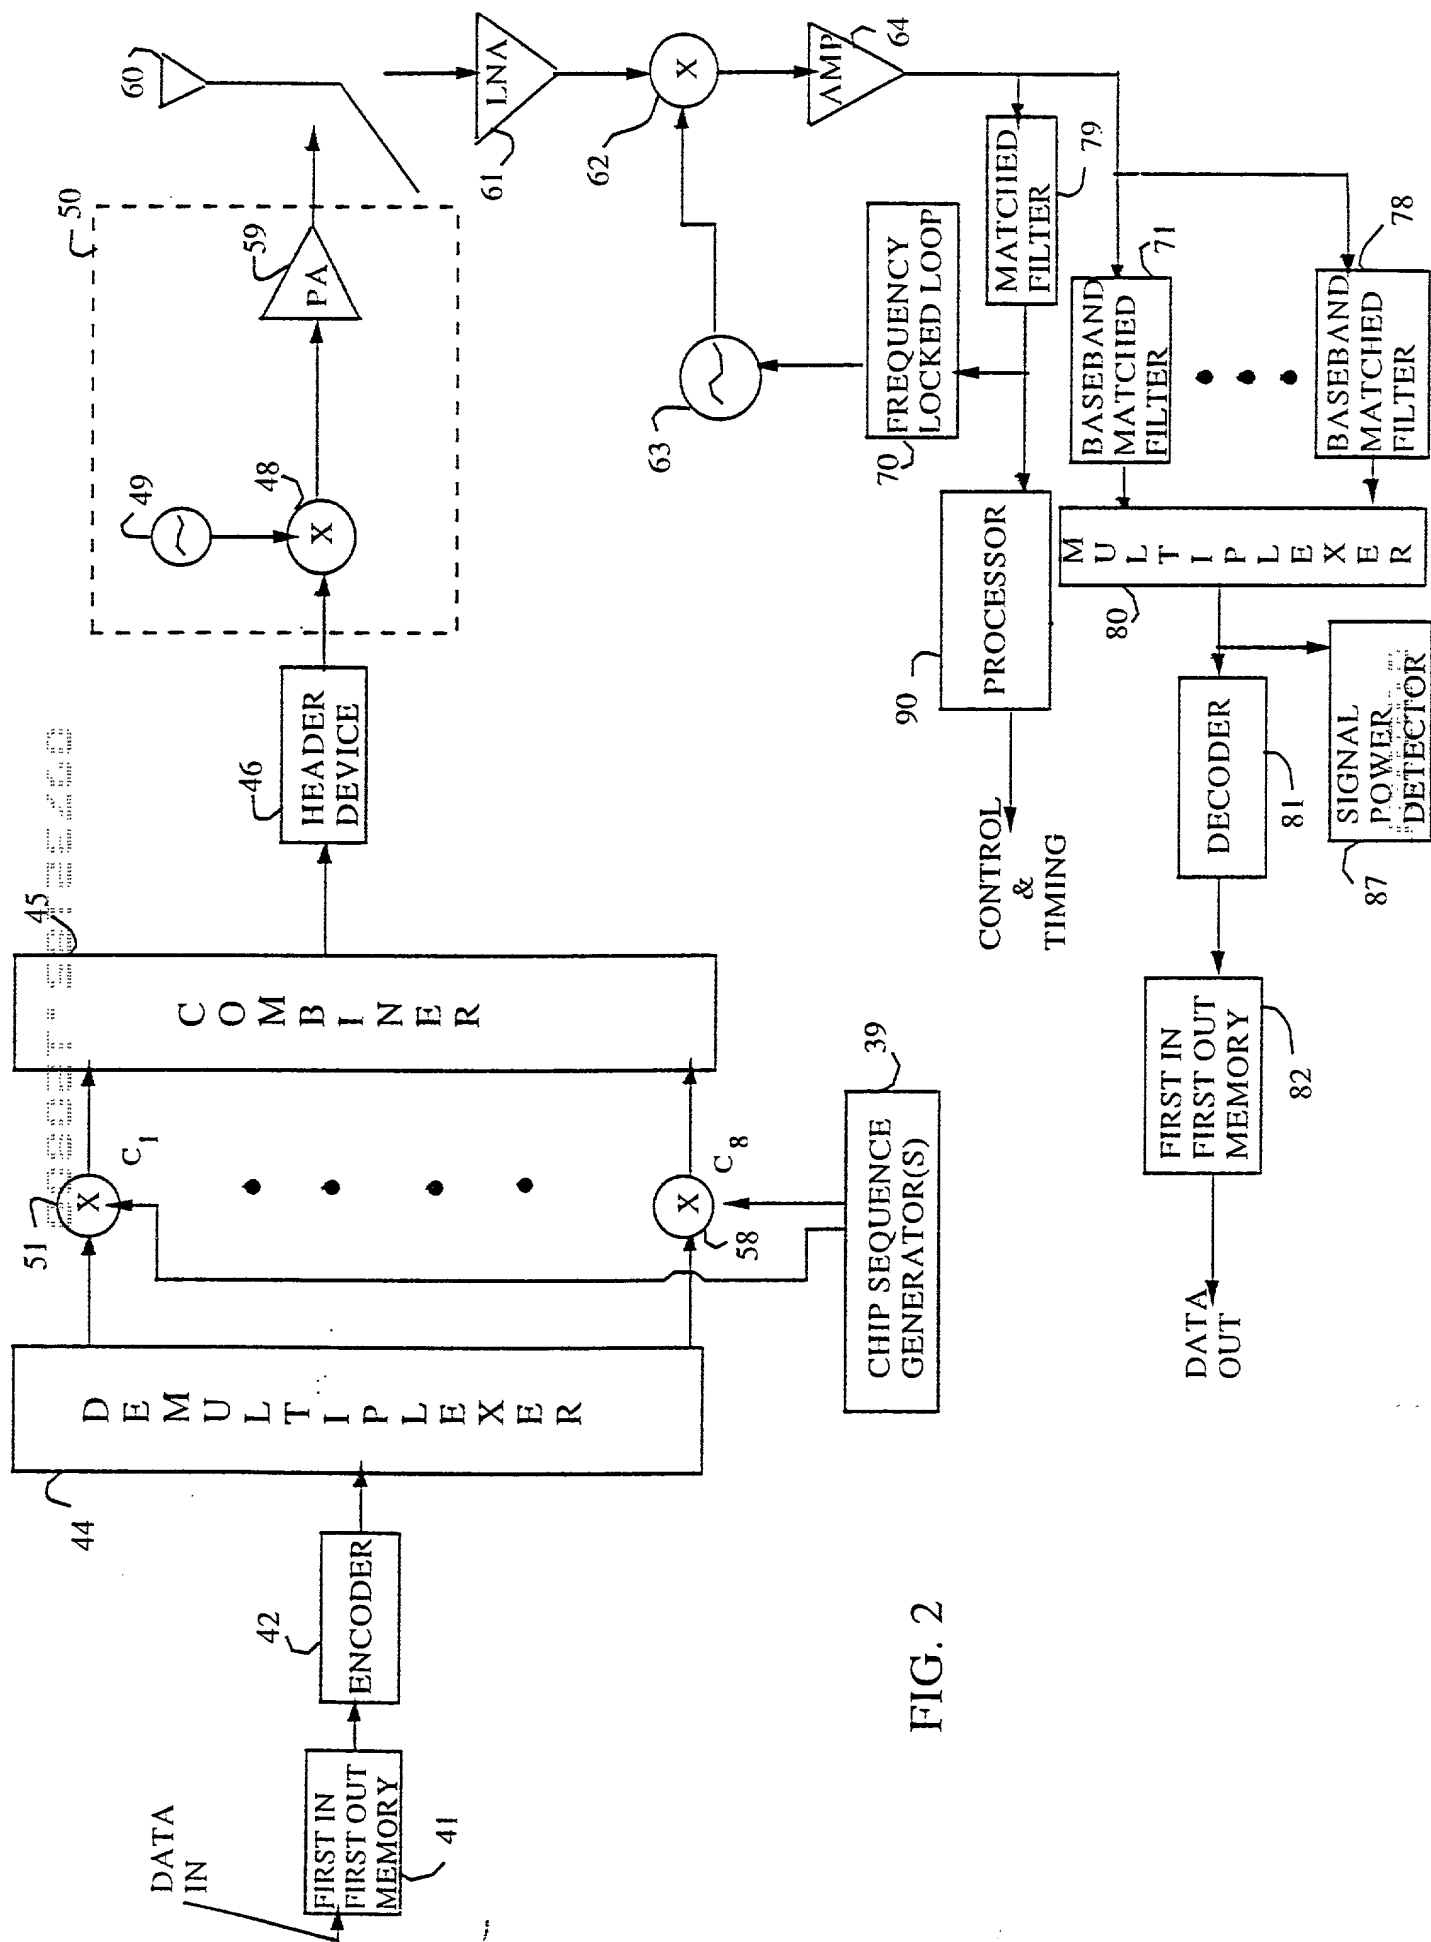 DATA
IN
FIRST IN
FIRST OUT
MEMORY
41
ENCODER
42
44
DEMULTIPLEXER
51
X
C1
58
X
C8
CHIP SEQUENCE
GENERATOR(S)
39
45
COMBINER
46
HEADER
DEVICE
50
49
48
X
PA
59
60
LNA
61
62
X
63
AMP
64
FREQUENCY
LOCKED LOOP
70
MATCHED
FILTER
79
BASEBAND
MATCHED
FILTER
71
BASEBAND
MATCHED
FILTER
78
PROCESSOR
90
CONTROL
&
TIMING
MULTIPLEXER
80
DECODER
81
SIGNAL
POWER
DETECTOR
87
FIRST IN
FIRST OUT
MEMORY
82
DATA
OUT
FIG. 2